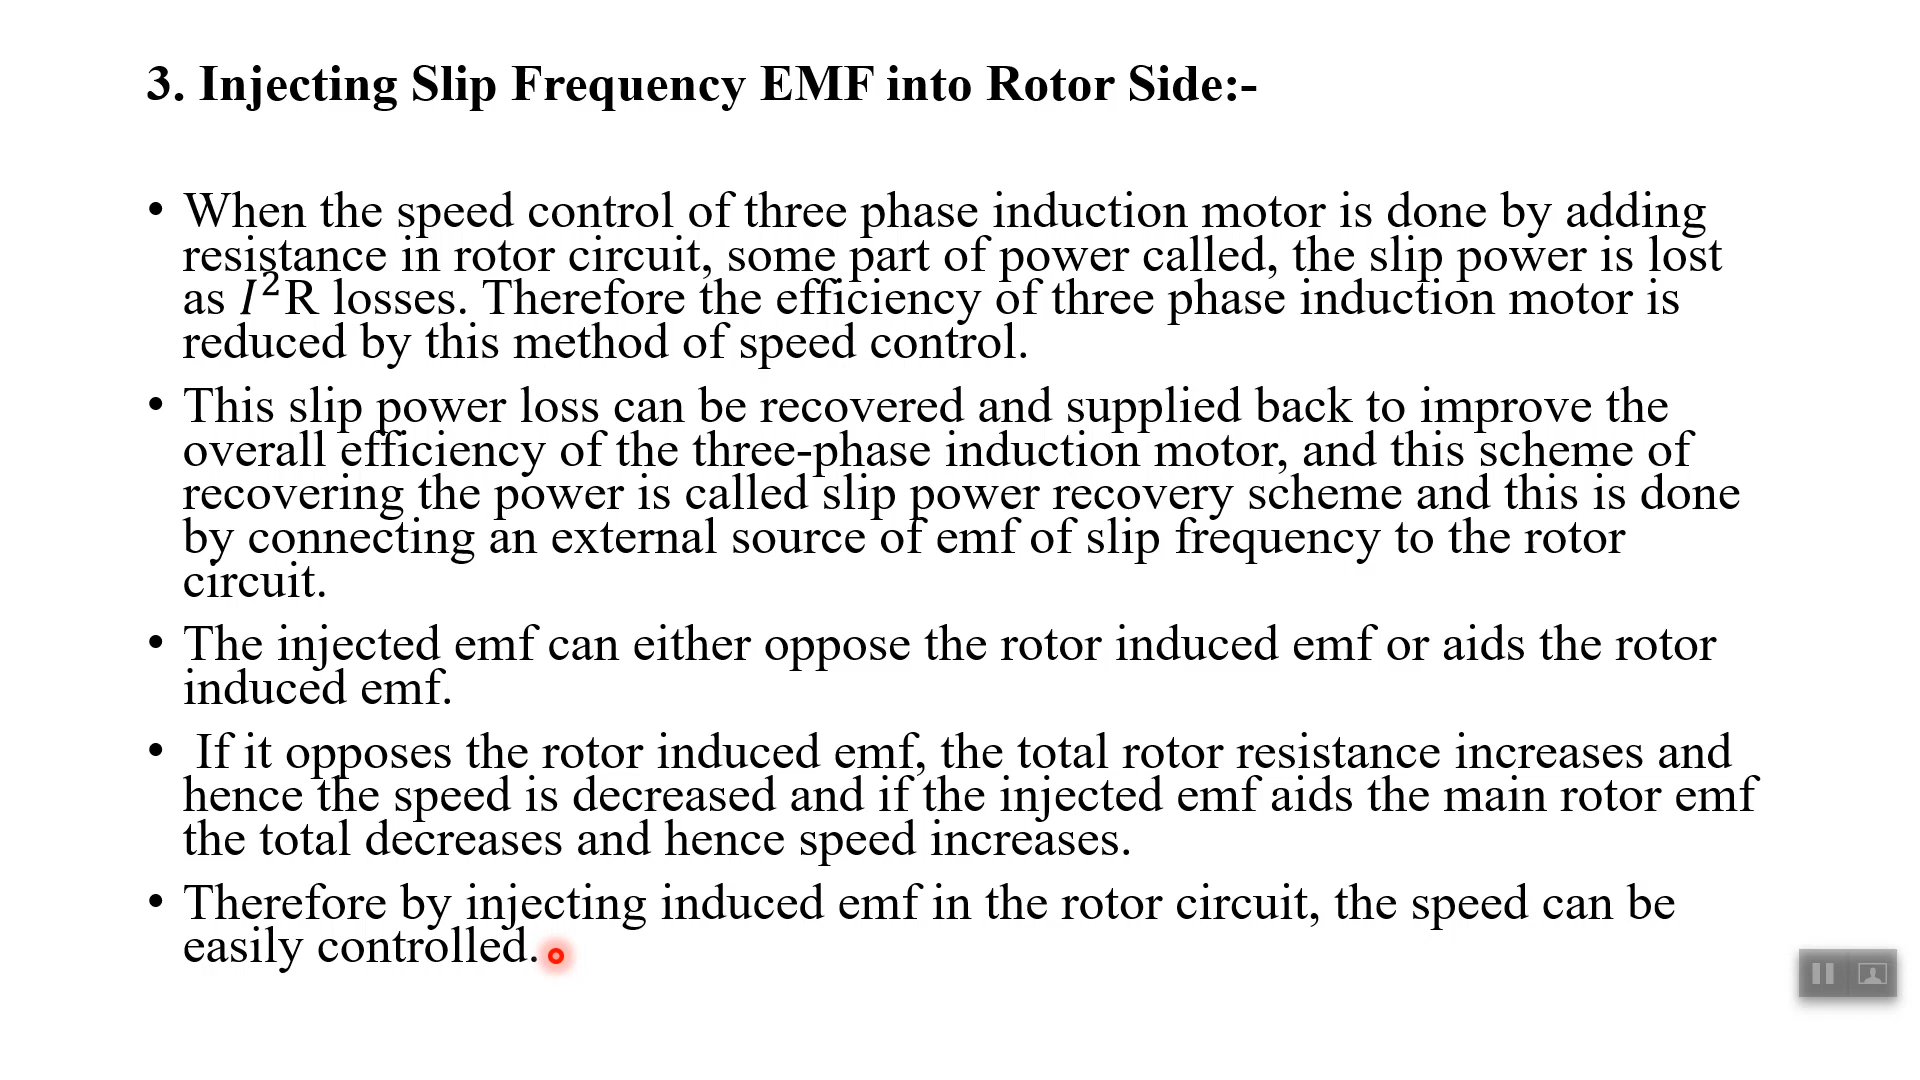 3. Injecting Slip Frequency EMF into Rotor Side:-
• When the speed control of three phase induction motor is done by adding
resistance in rotor circuit, some part of power called, the slip power is lost
as I²R losses. Therefore the efficiency of three phase induction motor is
reduced by this method of speed control.
• This slip power loss can be recovered and supplied back to improve the
overall efficiency of the three-phase induction motor, and this scheme of
recovering the power is called slip power recovery scheme and this is done
by connecting an external source of emf of slip frequency to the rotor
circuit.
• The injected emf can either oppose the rotor induced emf or aids the rotor
induced emf.
• If it opposes the rotor induced emf, the total rotor resistance increases and
hence the speed is decreased and if the injected emf aids the main rotor emf
the total decreases and hence speed increases.
• Therefore by injecting induced emf in the rotor circuit, the speed can be
easily controlled.